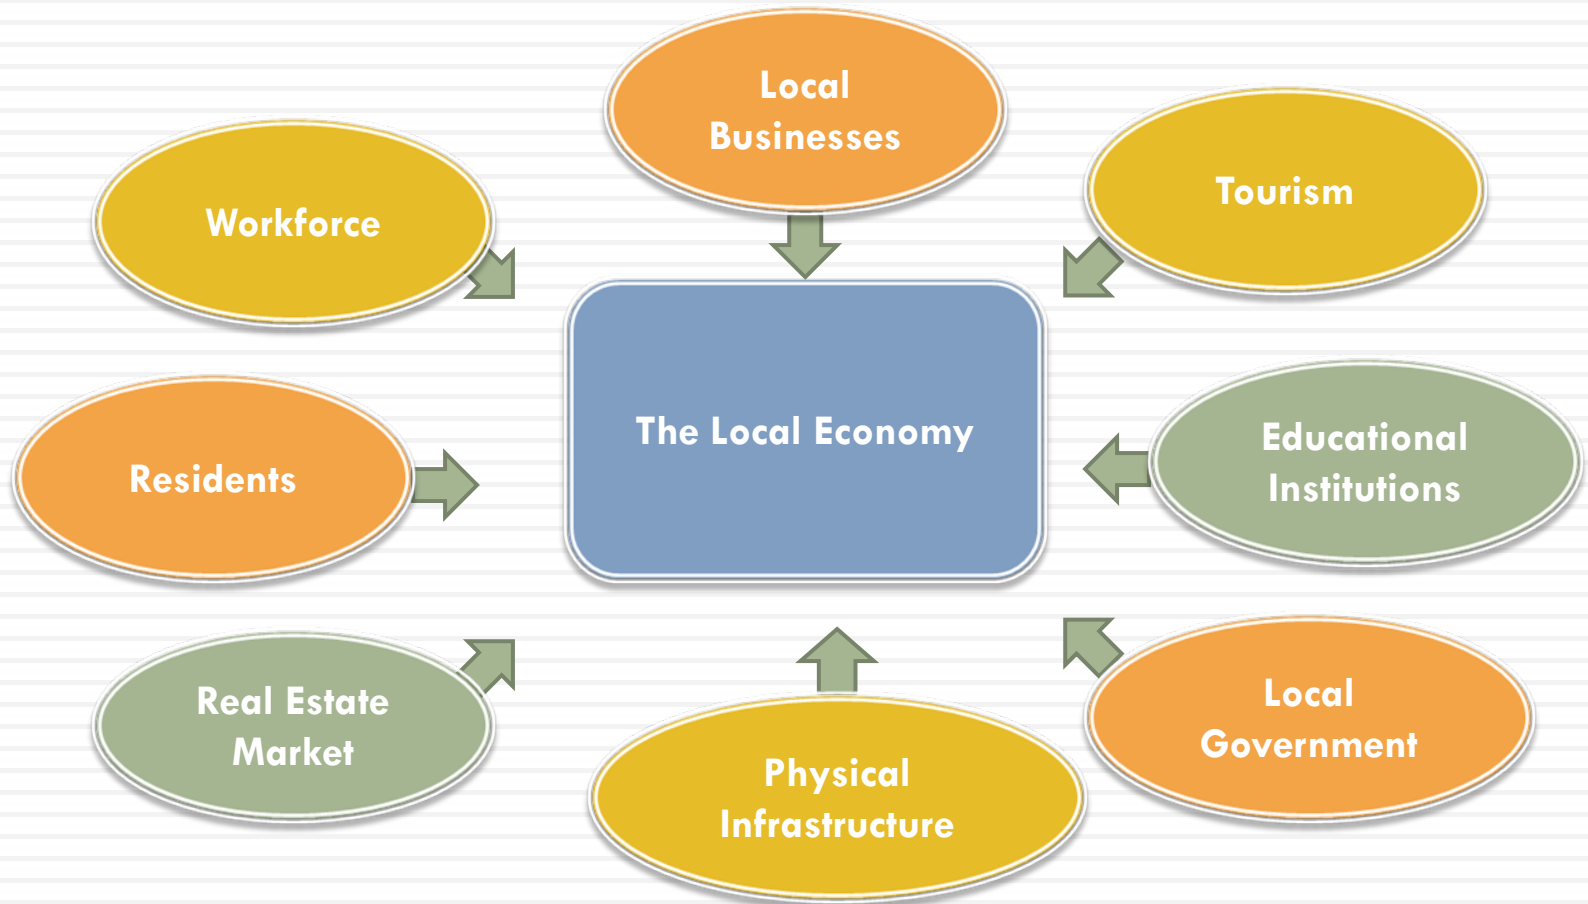 Local
Businesses
Tourism
Workforce
The Local Economy
Educational
Institutions
Residents
Local
Government
Real Estate
Market
Physical
Infrastructure